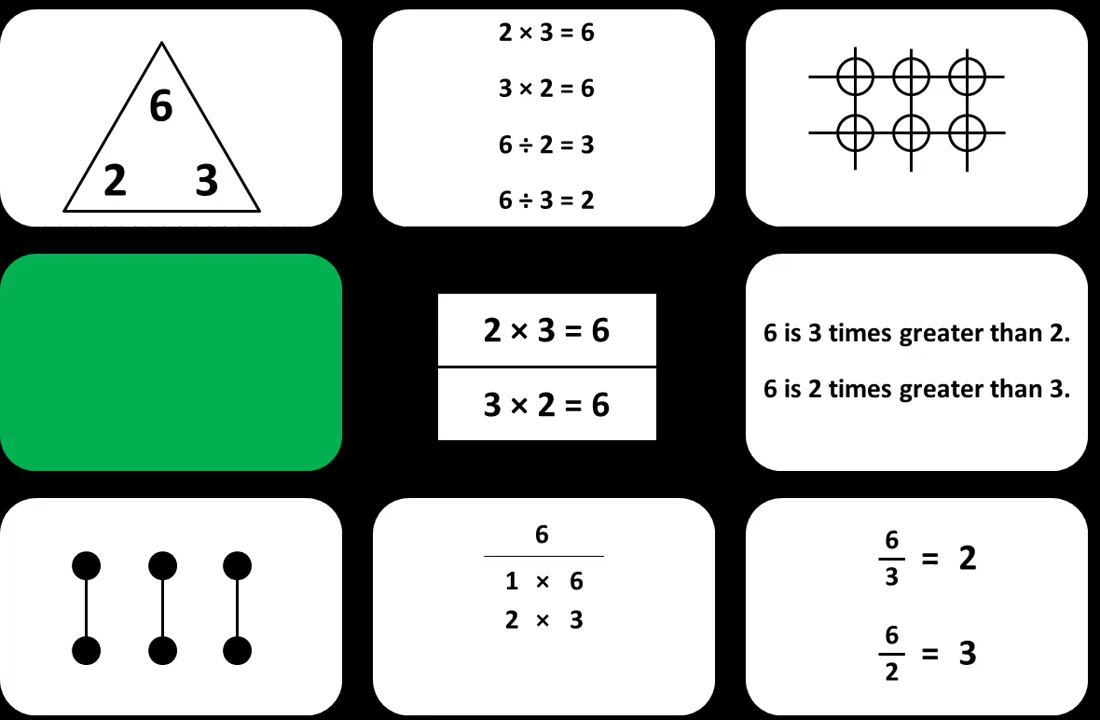 6
2 3
2 × 3 = 6
3 × 2 = 6
6 ÷ 2 = 3
6 ÷ 3 = 2
2 × 3 = 6
3 × 2 = 6
6 is 3 times greater than 2.
6 is 2 times greater than 3.
6
1 × 6
2 × 3
6/3 = 2
6/2 = 3